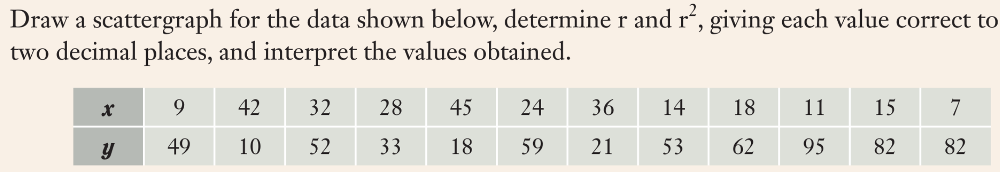 Draw a scattergraph for the data shown below, determine r and r², giving each value correct to
two decimal places, and interpret the values obtained.
x 9 42 32 28 45 24 36 14 18 11 15 7
y 49 10 52 33 18 59 21 53 62 95 82 82